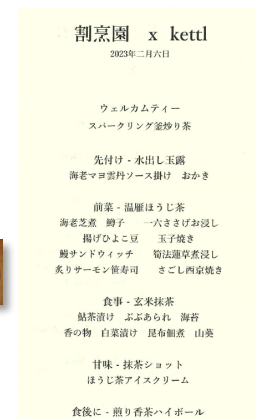 割烹園 x kettl
2023年二月六日
ウェルカムティー
スパークリング釜炒り茶
先付け - 水出し玉露
海老マヨ雲丹ソース掛け おかき
前菜 - 温雁ほうじ茶
海老芝煮 鱒子 一六ささげお浸し
揚げひよこ豆 玉子焼き
鰻サンドウィッチ 菊法蓮草煮浸し
炙りサーモン笹寿司 さごし西京焼き
食事 - 玄米抹茶
鮎茶漬け ぶぶあられ 海苔
香の物 白菜漬け 昆布佃煮 山葵
甘味 - 抹茶ショット
ほうじ茶アイスクリーム
食後に - 煎り香茶ハイボール